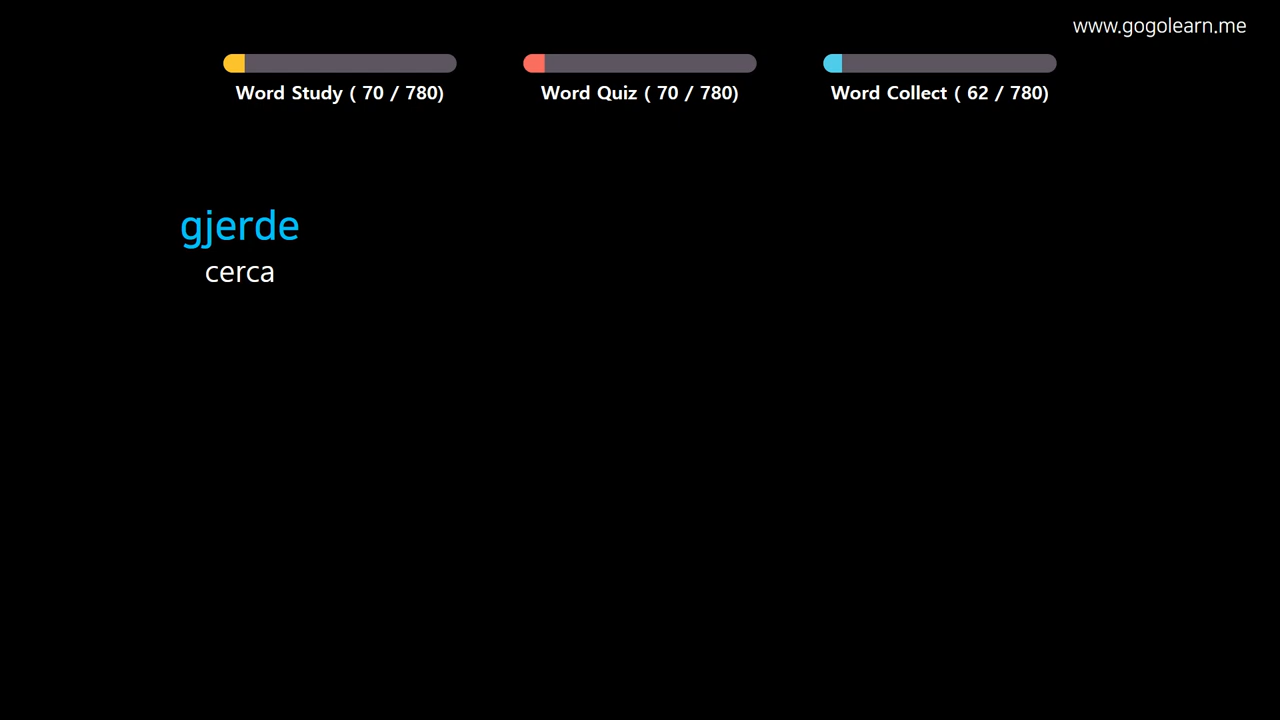 www.gogolearn.me
Word Study ( 70 / 780)
Word Quiz ( 70 / 780)
Word Collect ( 62 / 780)
gjerde
cerca